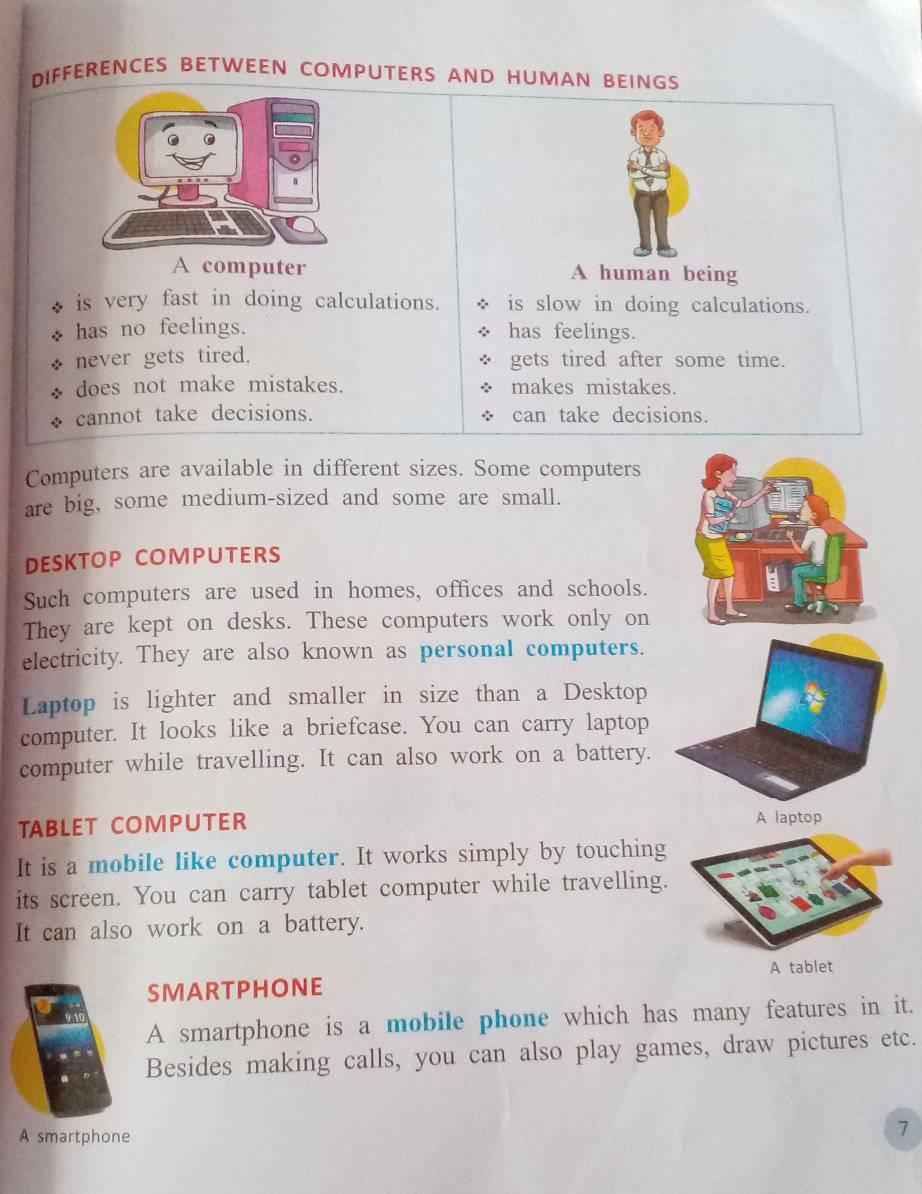 DIFFERENCES BETWEEN COMPUTERS AND HUMAN BEINGS
A computer
❖ is very fast in doing calculations.
❖ has no feelings.
❖ never gets tired.
❖ does not make mistakes.
❖ cannot take decisions.
A human being
❖ is slow in doing calculations.
❖ has feelings.
❖ gets tired after some time.
❖ makes mistakes.
❖ can take decisions.
Computers are available in different sizes. Some computers
are big, some medium-sized and some are small.
DESKTOP COMPUTERS
Such computers are used in homes, offices and schools.
They are kept on desks. These computers work only on
electricity. They are also known as personal computers.
Laptop is lighter and smaller in size than a Desktop
computer. It looks like a briefcase. You can carry laptop
computer while travelling. It can also work on a battery.
A laptop
TABLET COMPUTER
It is a mobile like computer. It works simply by touching
its screen. You can carry tablet computer while travelling.
It can also work on a battery.
A tablet
SMARTPHONE
A smartphone is a mobile phone which has many features in it.
Besides making calls, you can also play games, draw pictures etc.
9:10
A smartphone
7